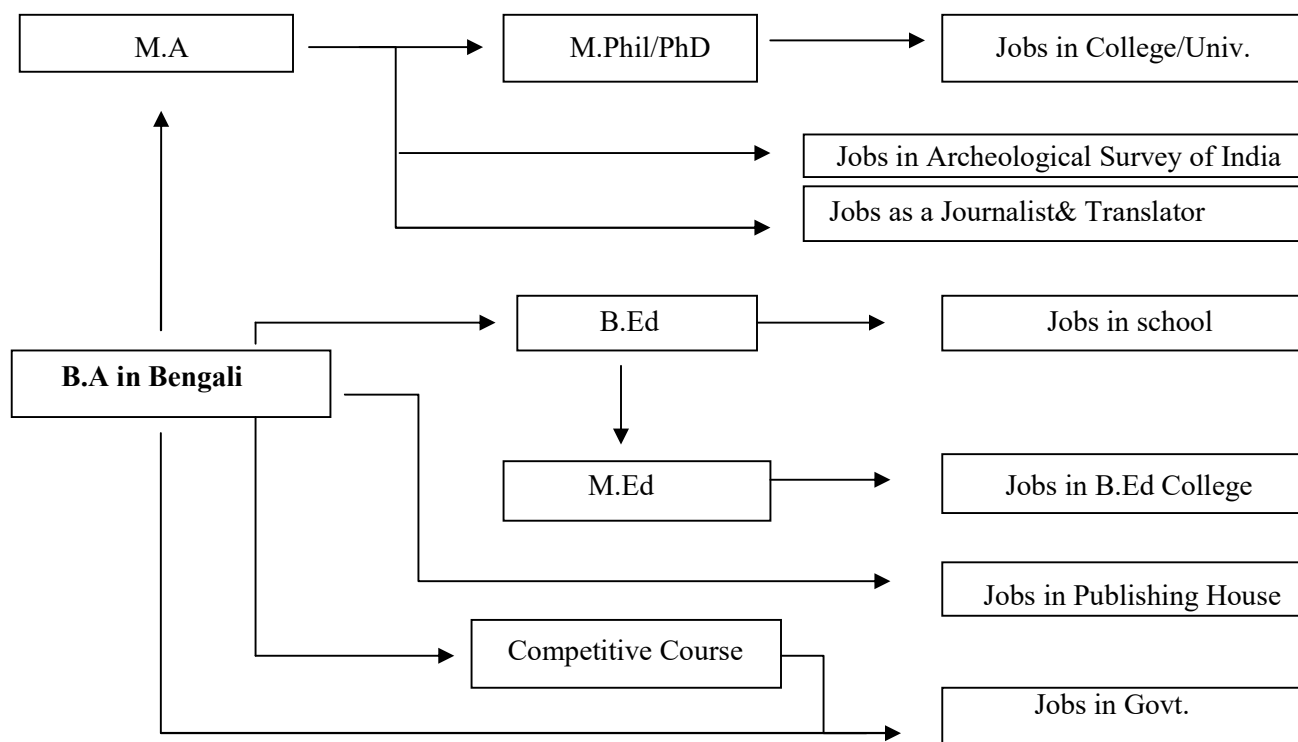 M.A
M.Phil/PhD
Jobs in College/Univ.
Jobs in Archeological Survey of India
Jobs as a Journalist& Translator
B.Ed
Jobs in school
B.A in Bengali
M.Ed
Jobs in B.Ed College
Jobs in Publishing House
Competitive Course
Jobs in Govt.